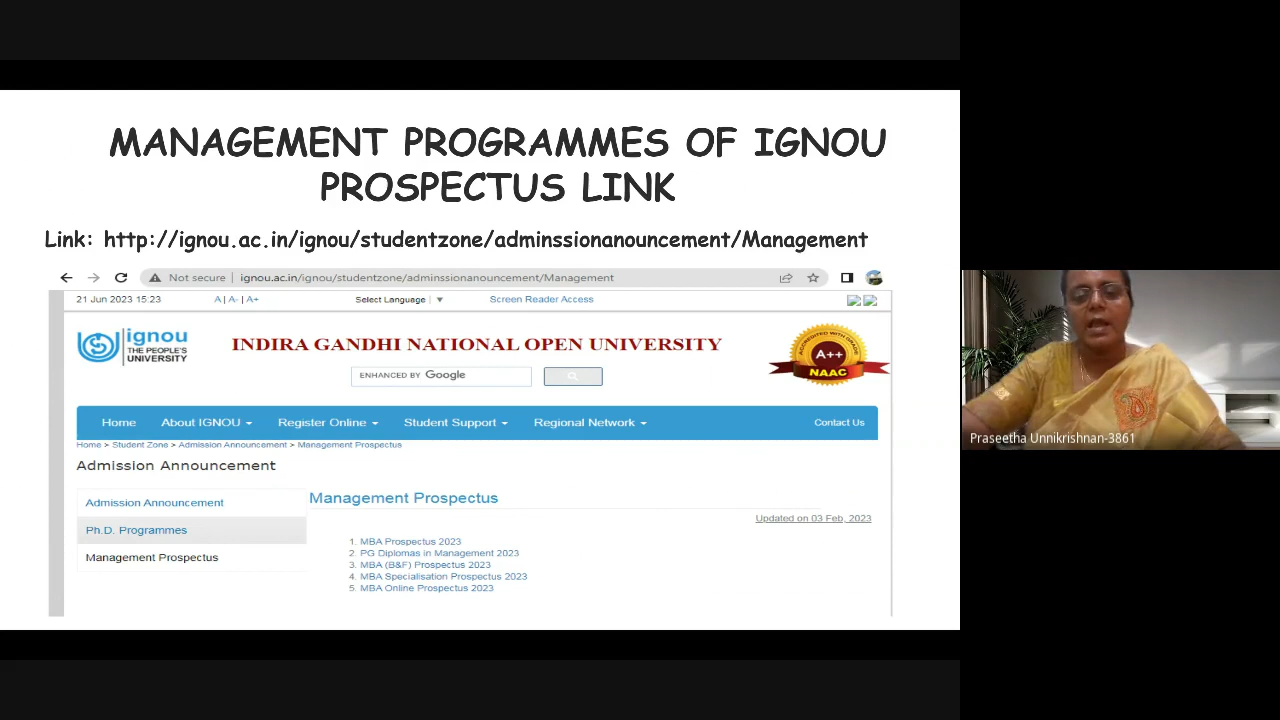 MANAGEMENT PROGRAMMES OF IGNOU
PROSPECTUS LINK
Link: http://ignou.ac.in/ignou/studentzone/adminssionanouncement/Management
Not secure | ignou.ac.in/ignou/studentzone/adminssionanouncement/Management
21 Jun 2023 15:23 A | A- | A+ Select Language ▼ Screen Reader Access
ignou
THE PEOPLE'S
UNIVERSITY
INDIRA GANDHI NATIONAL OPEN UNIVERSITY
ACCREDITED WITH GRADE
A++
NAAC
ENHANCED BY Google
Home About IGNOU Register Online Student Support Regional Network Contact Us
Home > Student Zone > Admission Announcement > Management Prospectus
Admission Announcement
Admission Announcement
Ph.D. Programmes
Management Prospectus
Management Prospectus
Updated on 03 Feb, 2023
1. MBA Prospectus 2023
2. PG Diplomas in Management 2023
3. MBA (B&F) Prospectus 2023
4. MBA Specialisation Prospectus 2023
5. MBA Online Prospectus 2023
Praseetha Unnikrishnan-3861